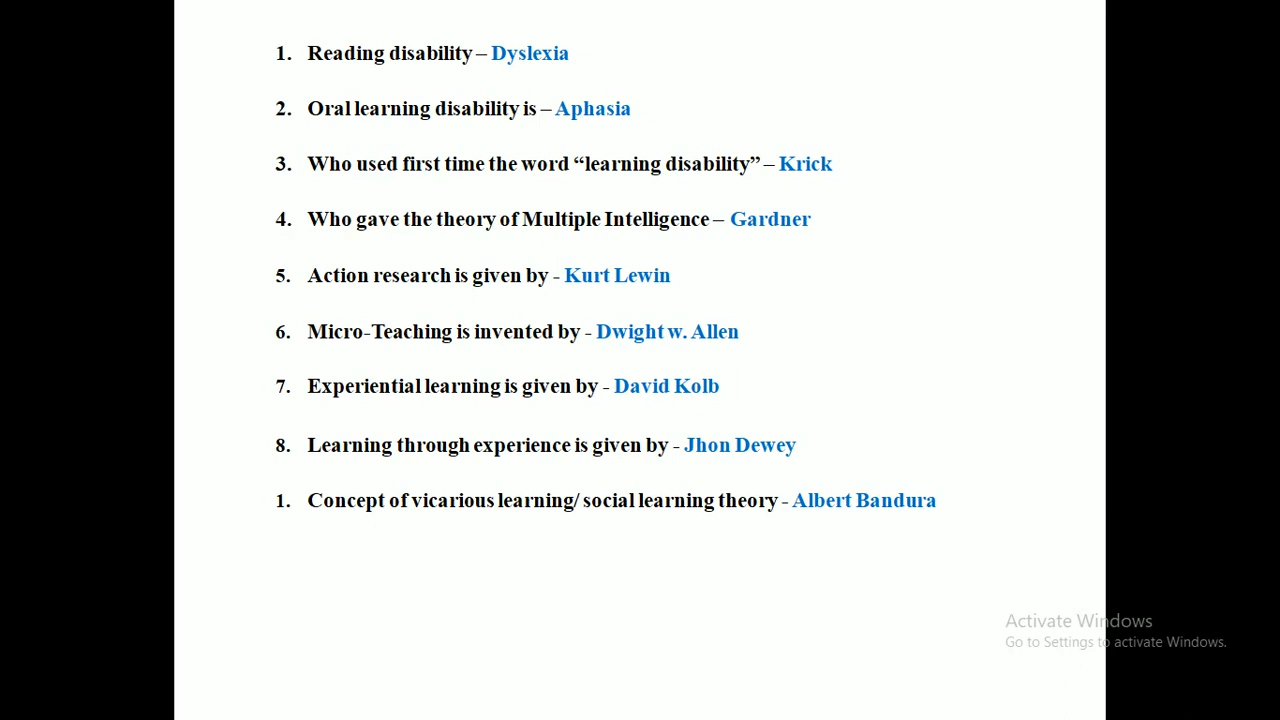 1. Reading disability – Dyslexia
2. Oral learning disability is – Aphasia
3. Who used first time the word “learning disability” – Krick
4. Who gave the theory of Multiple Intelligence – Gardner
5. Action research is given by - Kurt Lewin
6. Micro-Teaching is invented by - Dwight w. Allen
7. Experiential learning is given by - David Kolb
8. Learning through experience is given by - Jhon Dewey
1. Concept of vicarious learning/ social learning theory - Albert Bandura
Activate Windows
Go to Settings to activate Windows.